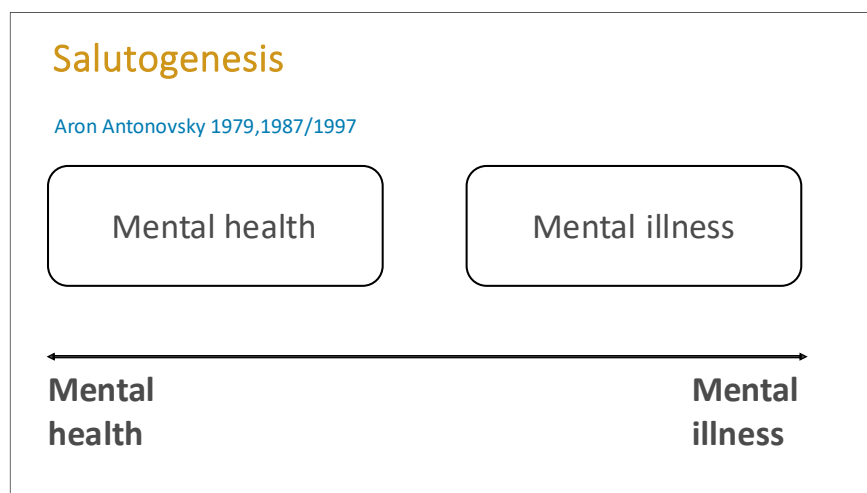 Salutogenesis
Aron Antonovsky 1979,1987/1997
Mental health
Mental illness
Mental
health
Mental
illness